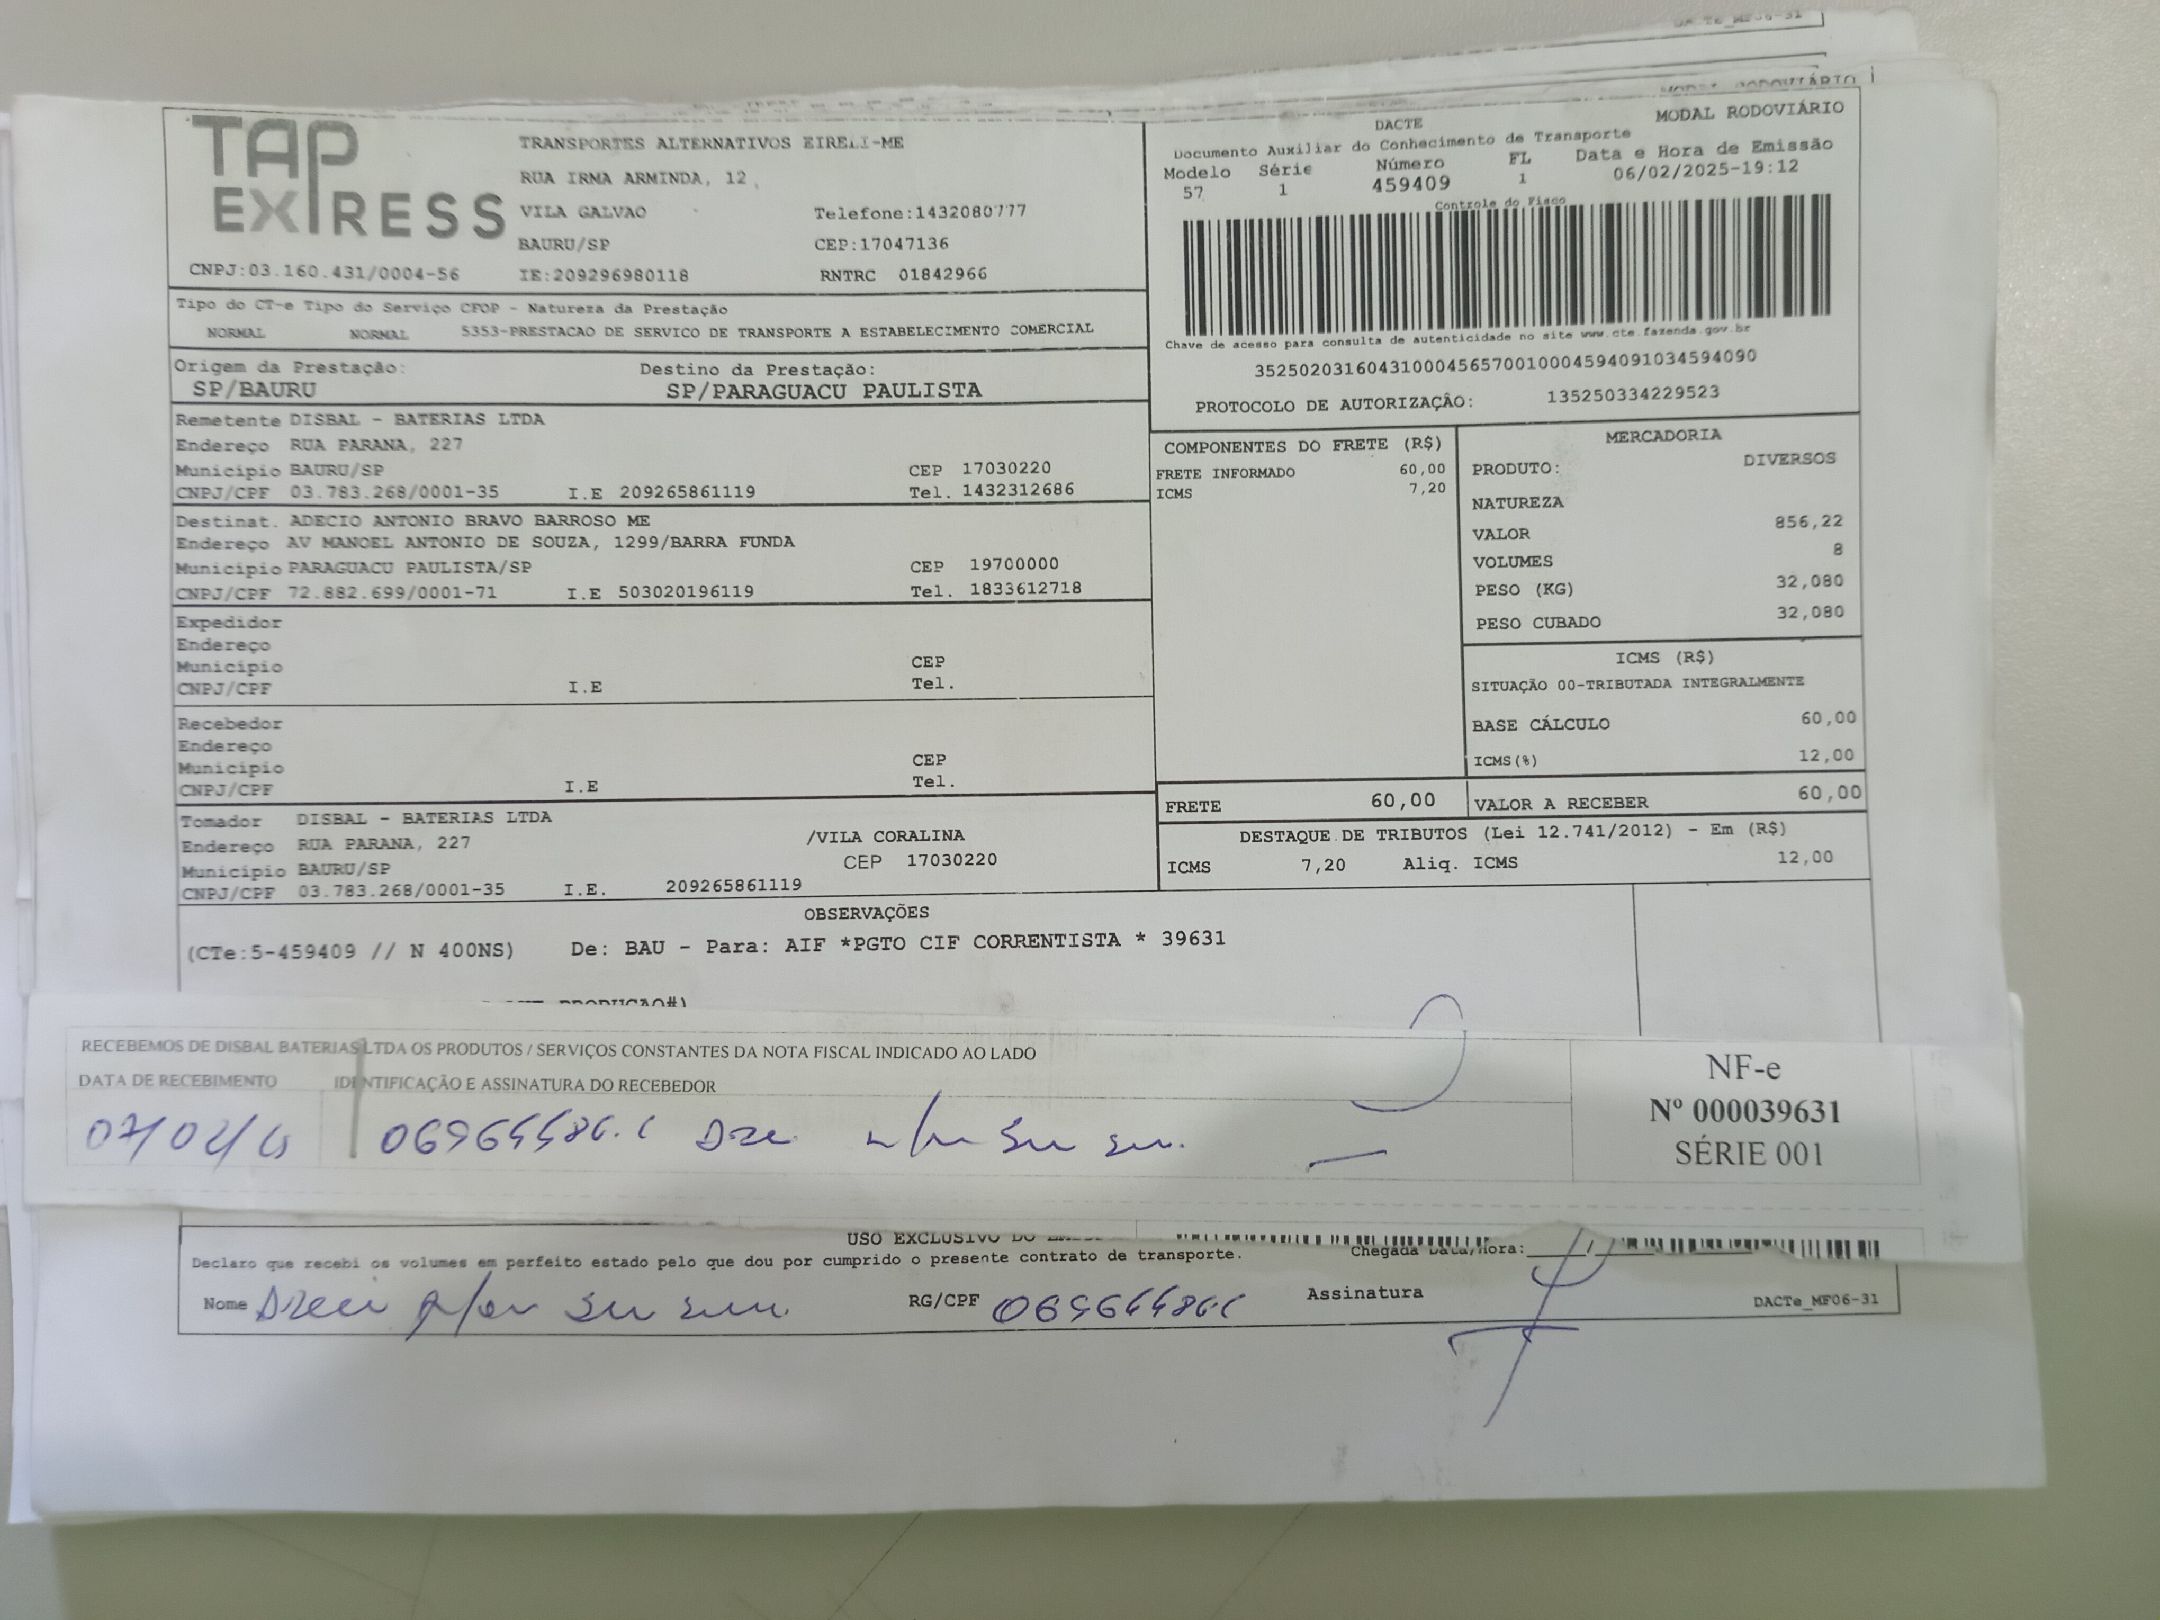 MODAL RODOVIÁRIO
TAP EXPRESS
TRANSPORTES ALTERNATIVOS EIRELI-ME
RUA IRMA ARMINDA, 12
VILA GALVAO Telefone:1432080777
BAURU/SP CEP:17047136
CNPJ:03.160.431/0004-56 IE:209296980118 RNTRC 01842966
DACTE
Documento Auxiliar do Conhecimento de Transporte
Modelo Série Número FL Data e Hora de Emissão
57 1 459409 1 06/02/2025-19:12
Controle do Fisco
Chave de acesso para consulta de autenticidade no site www.cte.fazenda.gov.br
35250203160431000456570010004594091034594090
PROTOCOLO DE AUTORIZAÇÃO: 135250334229523
Tipo do CT-e Tipo do Serviço CFOP - Natureza da Prestação
NORMAL NORMAL 5353-PRESTACAO DE SERVICO DE TRANSPORTE A ESTABELECIMENTO COMERCIAL
Origem da Prestação: Destino da Prestação:
SP/BAURU SP/PARAGUACU PAULISTA
Remetente DISBAL - BATERIAS LTDA
Endereço RUA PARANA, 227
Município BAURU/SP CEP 17030220
CNPJ/CPF 03.783.268/0001-35 I.E 209265861119 Tel. 1432312686
Destinat. ADECIO ANTONIO BRAVO BARROSO ME
Endereço AV MANOEL ANTONIO DE SOUZA, 1299/BARRA FUNDA
Município PARAGUACU PAULISTA/SP CEP 19700000
CNPJ/CPF 72.882.699/0001-71 I.E 503020196119 Tel. 1833612718
Expedidor
Endereço
Município CEP
CNPJ/CPF I.E Tel.
Recebedor
Endereço
Município CEP
CNPJ/CPF I.E Tel.
Tomador DISBAL - BATERIAS LTDA
Endereço RUA PARANA, 227 /VILA CORALINA
Município BAURU/SP CEP 17030220
CNPJ/CPF 03.783.268/0001-35 I.E. 209265861119
COMPONENTES DO FRETE (R$)
FRETE INFORMADO 60,00
ICMS 7,20
MERCADORIA
PRODUTO: DIVERSOS
NATUREZA
VALOR 856,22
VOLUMES 8
PESO (KG) 32,080
PESO CUBADO 32,080
ICMS (R$)
SITUAÇÃO 00-TRIBUTADA INTEGRALMENTE
BASE CÁLCULO 60,00
ICMS(%) 12,00
FRETE 60,00 VALOR A RECEBER 60,00
DESTAQUE DE TRIBUTOS (Lei 12.741/2012) - Em (R$)
ICMS 7,20 Aliq. ICMS 12,00
OBSERVAÇÕES
(CTe:5-459409 // N 400NS) De: BAU - Para: AIF *PGTO CIF CORRENTISTA * 39631
RECEBEMOS DE DISBAL BATERIAS LTDA OS PRODUTOS / SERVIÇOS CONSTANTES DA NOTA FISCAL INDICADO AO LADO
DATA DE RECEBIMENTO IDENTIFICAÇÃO E ASSINATURA DO RECEBEDOR
NF-e
Nº 000039631
SÉRIE 001
USO EXCLUSIVO DO
Chegada Data/Hora:
Declaro que recebi os volumes em perfeito estado pelo que dou por cumprido o presente contrato de transporte.
Nome RG/CPF Assinatura
DACTe_MF06-31